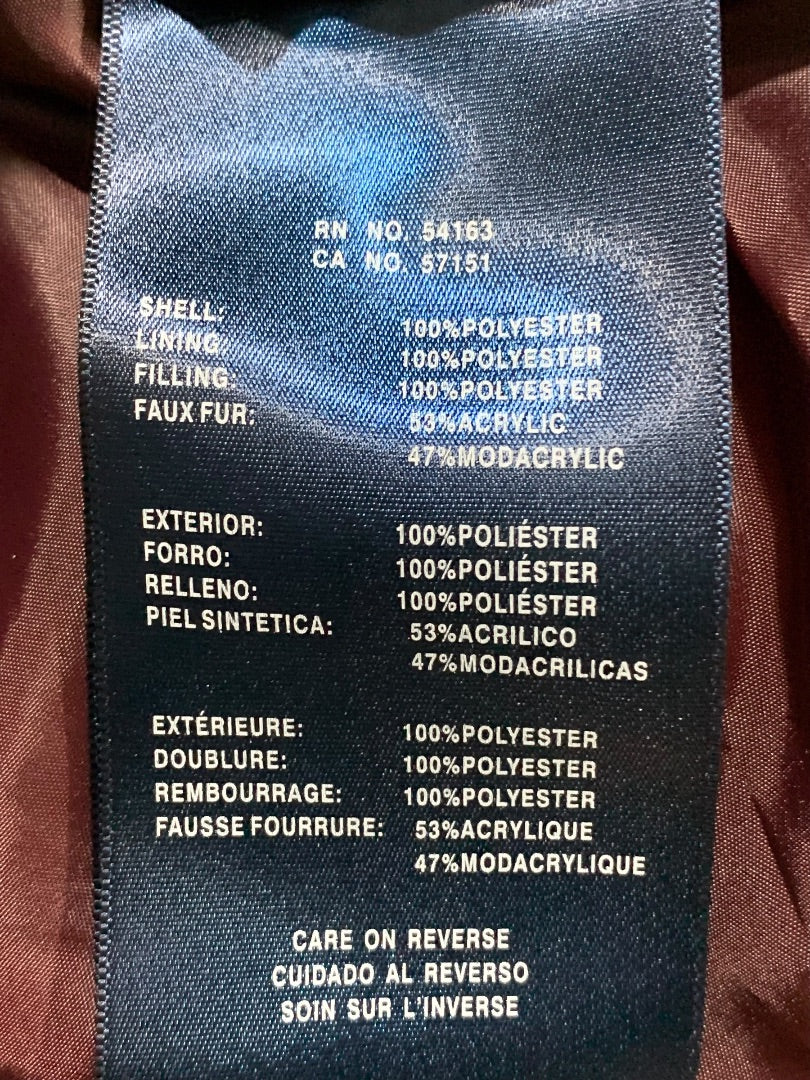 RN NO. 54163
CA NO. 57151
SHELL: 100%POLYESTER
LINING: 100%POLYESTER
FILLING: 100%POLYESTER
FAUX FUR: 53%ACRYLIC
47%MODACRYLIC
EXTERIOR: 100%POLIÉSTER
FORRO: 100%POLIÉSTER
RELLENO: 100%POLIÉSTER
PIEL SINTETICA: 53%ACRILICO
47%MODACRILICAS
EXTÉRIEURE: 100%POLYESTER
DOUBLURE: 100%POLYESTER
REMBOURRAGE: 100%POLYESTER
FAUSSE FOURRURE: 53%ACRYLIQUE
47%MODACRYLIQUE
CARE ON REVERSE
CUIDADO AL REVERSO
SOIN SUR L'INVERSE